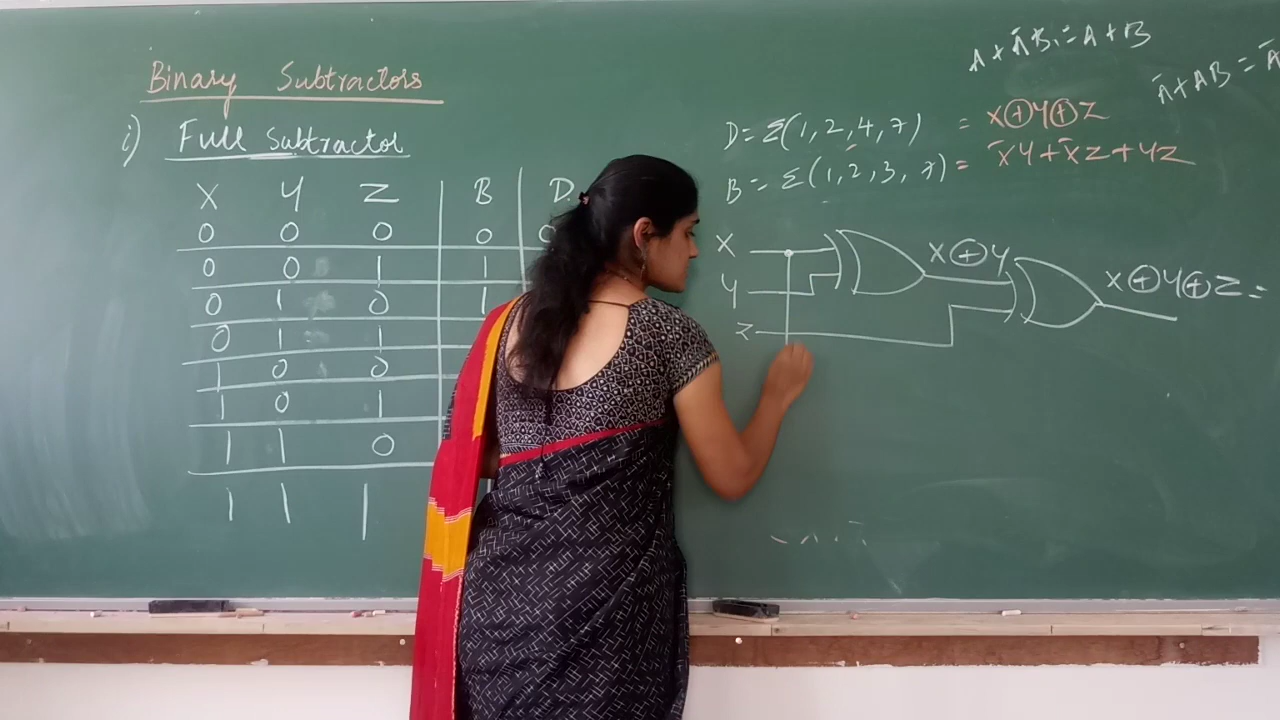 Binary Subtractors
i) Full Subtractor
X Y Z B D
0 0 0 0
0 0 1 1
0 1 0 1
0 1 1
1 0 0
1 0 1
1 1 0
1 1 1
A + A̅B = A + B
A̅ + AB = A̅
D = Σ(1, 2, 4, 7) = X⊕Y⊕Z
B = Σ(1, 2, 3, 7) = X̅Y + X̅Z + YZ
X
Y
Z
X⊕Y
X⊕Y⊕Z =